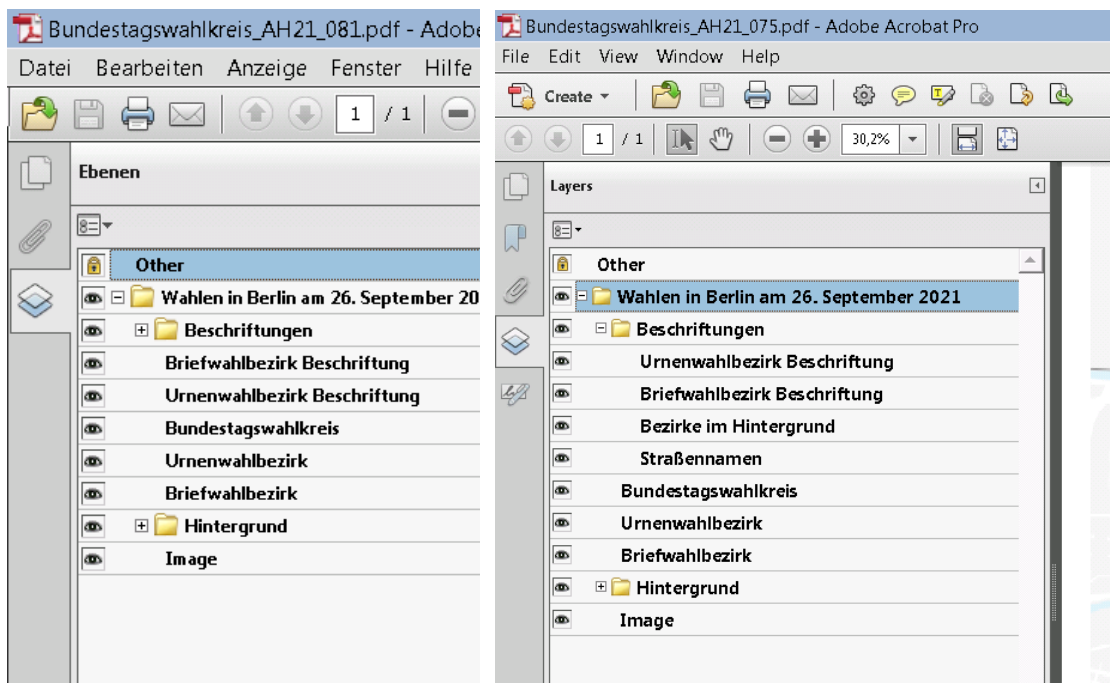 Bundestagswahlkreis_AH21_081.pdf - Adobe
Datei Bearbeiten Anzeige Fenster Hilfe
1 / 1
Ebenen
Other
Wahlen in Berlin am 26. September 20
Beschriftungen
Briefwahlbezirk Beschriftung
Urnenwahlbezirk Beschriftung
Bundestagswahlkreis
Urnenwahlbezirk
Briefwahlbezirk
Hintergrund
Image
Bundestagswahlkreis_AH21_075.pdf - Adobe Acrobat Pro
File Edit View Window Help
Create
1 / 1
30,2%
Layers
Other
Wahlen in Berlin am 26. September 2021
Beschriftungen
Urnenwahlbezirk Beschriftung
Briefwahlbezirk Beschriftung
Bezirke im Hintergrund
Straßennamen
Bundestagswahlkreis
Urnenwahlbezirk
Briefwahlbezirk
Hintergrund
Image